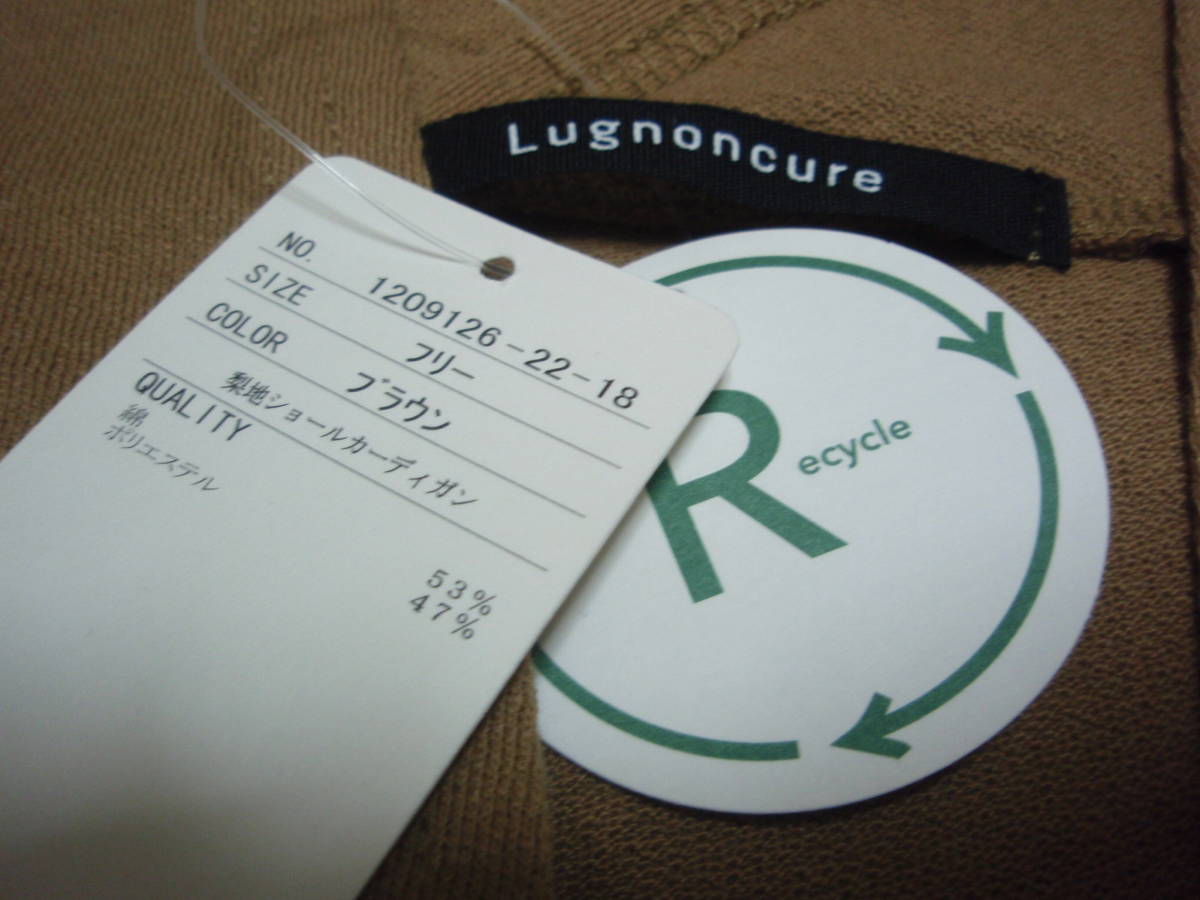 Lugnoncure
NO. 1209126-22-18
SIZE フリー
COLOR ブラウン
梨地ショールカーディガン
QUALITY
綿 53%
ポリエステル 47%
Recycle